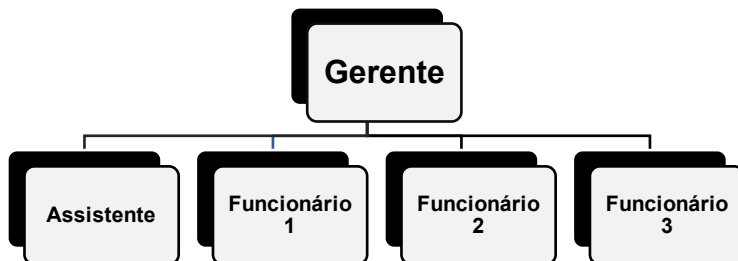 Gerente
Assistente
Funcionário
1
Funcionário
2
Funcionário
3